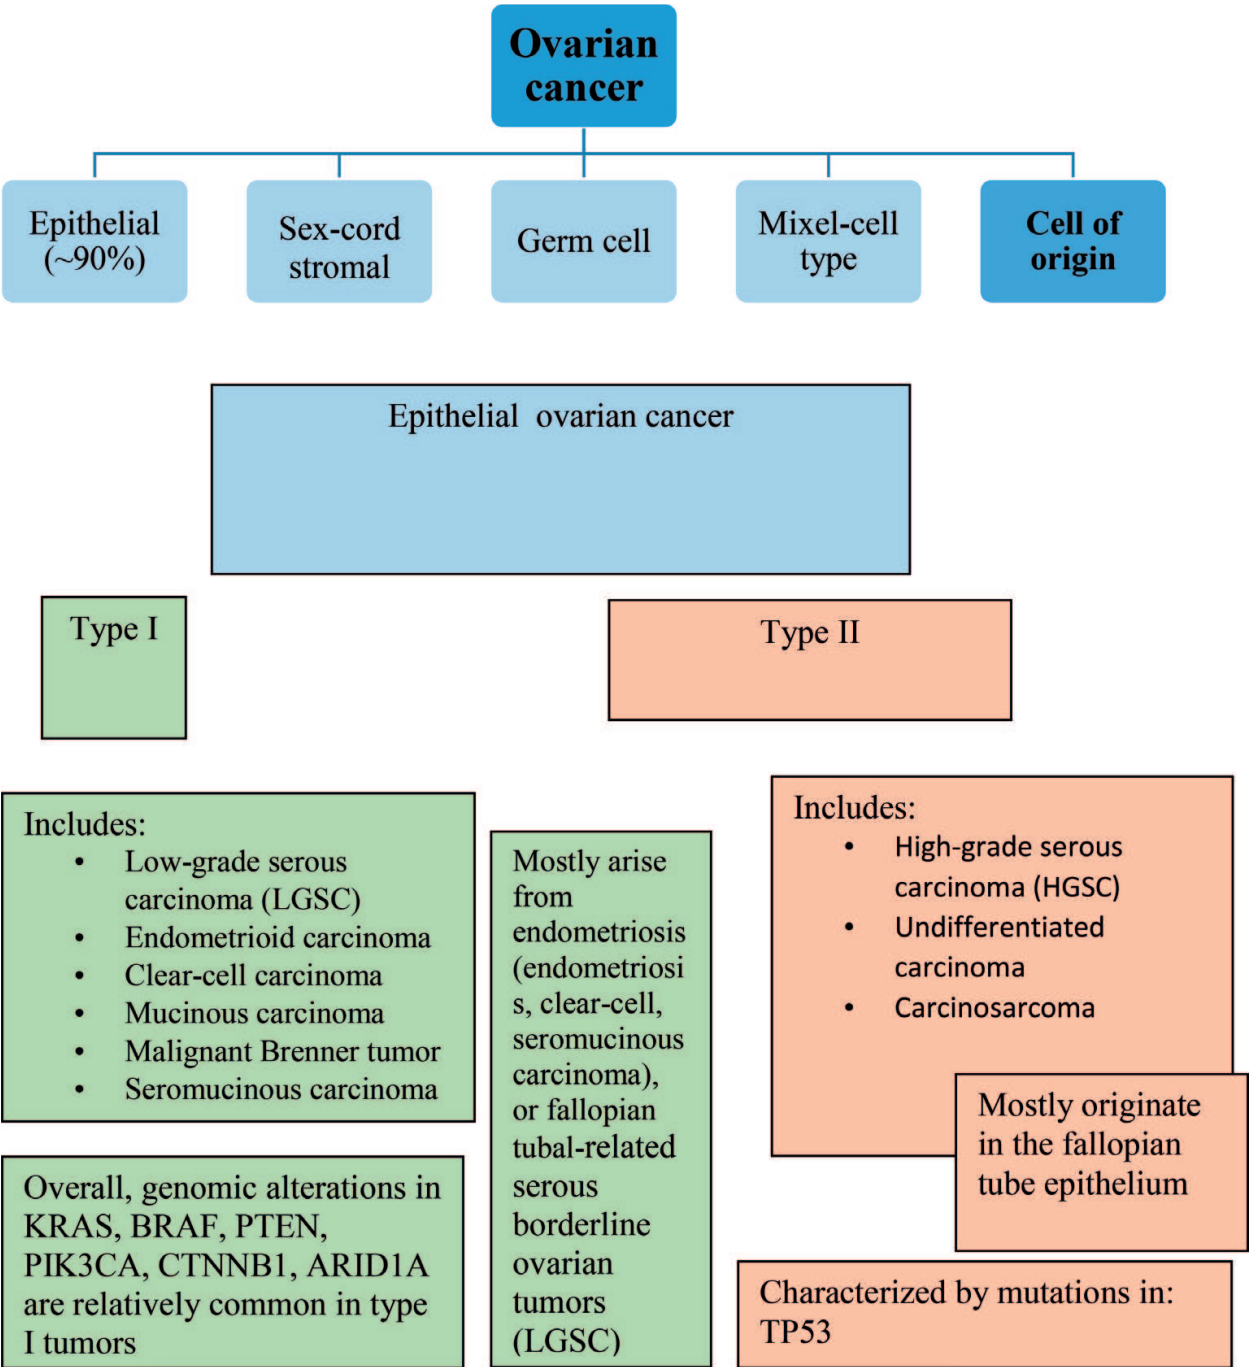 Ovarian
cancer
Epithelial
(~90%)
Sex-cord
stromal
Germ cell
Mixel-cell
type
Cell of
origin
Epithelial  ovarian cancer
Type I
Type II
Includes:
• Low-grade serous
carcinoma (LGSC)
• Endometrioid carcinoma
• Clear-cell carcinoma
• Mucinous carcinoma
• Malignant Brenner tumor
• Seromucinous carcinoma
Overall, genomic alterations in
KRAS, BRAF, PTEN,
PIK3CA, CTNNB1, ARID1A
are relatively common in type
I tumors
Mostly arise
from
endometriosis
(endometriosi
s, clear-cell,
seromucinous
carcinoma),
or fallopian
tubal-related
serous
borderline
ovarian
tumors
(LGSC)
Includes:
• High-grade serous
carcinoma (HGSC)
• Undifferentiated
carcinoma
• Carcinosarcoma
Mostly originate
in the fallopian
tube epithelium
Characterized by mutations in:
TP53